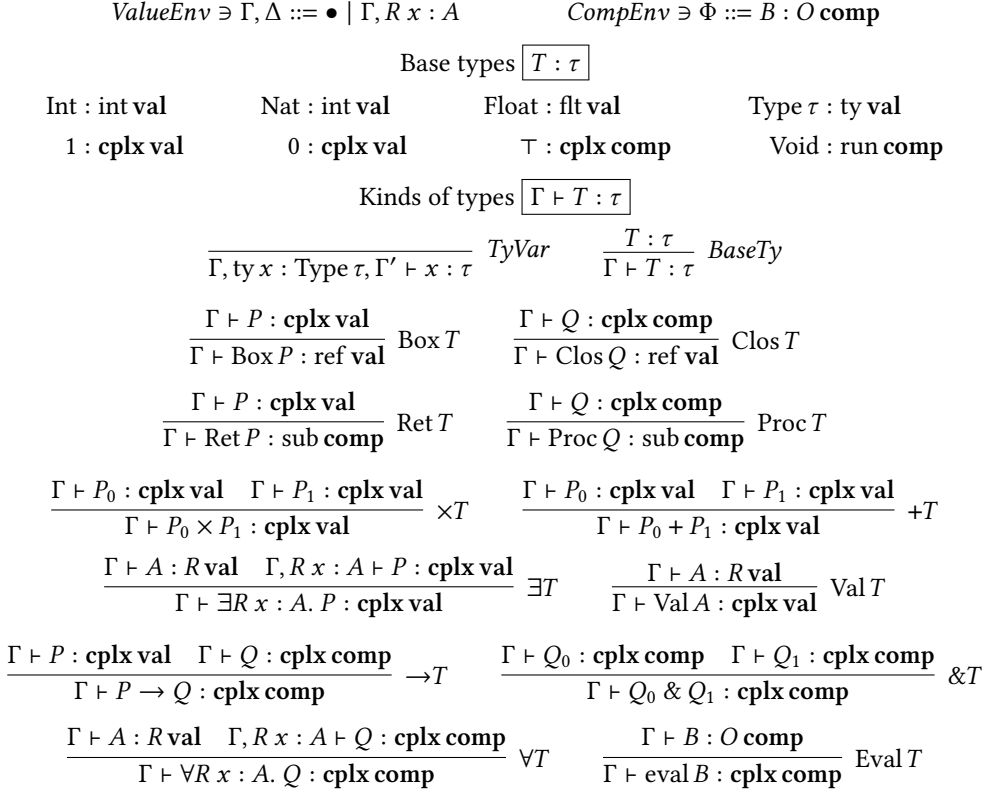 ValueEnv ∋ Γ, Δ ::= • | Γ, R x : A CompEnv ∋ Φ ::= B : O comp
Base types T : τ
Int : int val Nat : int val Float : flt val Type τ : ty val
1 : cplx val 0 : cplx val ⊤ : cplx comp Void : run comp
Kinds of types Γ ⊢ T : τ
Γ, ty x : Type τ, Γ′ ⊢ x : τ TyVar
T : τ
Γ ⊢ T : τ BaseTy
Γ ⊢ P : cplx val
Γ ⊢ Box P : ref val Box T
Γ ⊢ Q : cplx comp
Γ ⊢ Clos Q : ref val Clos T
Γ ⊢ P : cplx val
Γ ⊢ Ret P : sub comp Ret T
Γ ⊢ Q : cplx comp
Γ ⊢ Proc Q : sub comp Proc T
Γ ⊢ P₀ : cplx val Γ ⊢ P₁ : cplx val
Γ ⊢ P₀ × P₁ : cplx val ×T
Γ ⊢ P₀ : cplx val Γ ⊢ P₁ : cplx val
Γ ⊢ P₀ + P₁ : cplx val +T
Γ ⊢ A : R val Γ, R x : A ⊢ P : cplx val
Γ ⊢ ∃R x : A. P : cplx val ∃T
Γ ⊢ A : R val
Γ ⊢ Val A : cplx val Val T
Γ ⊢ P : cplx val Γ ⊢ Q : cplx comp
Γ ⊢ P → Q : cplx comp →T
Γ ⊢ Q₀ : cplx comp Γ ⊢ Q₁ : cplx comp
Γ ⊢ Q₀ & Q₁ : cplx comp &T
Γ ⊢ A : R val Γ, R x : A ⊢ Q : cplx comp
Γ ⊢ ∀R x : A. Q : cplx comp ∀T
Γ ⊢ B : O comp
Γ ⊢ eval B : cplx comp Eval T